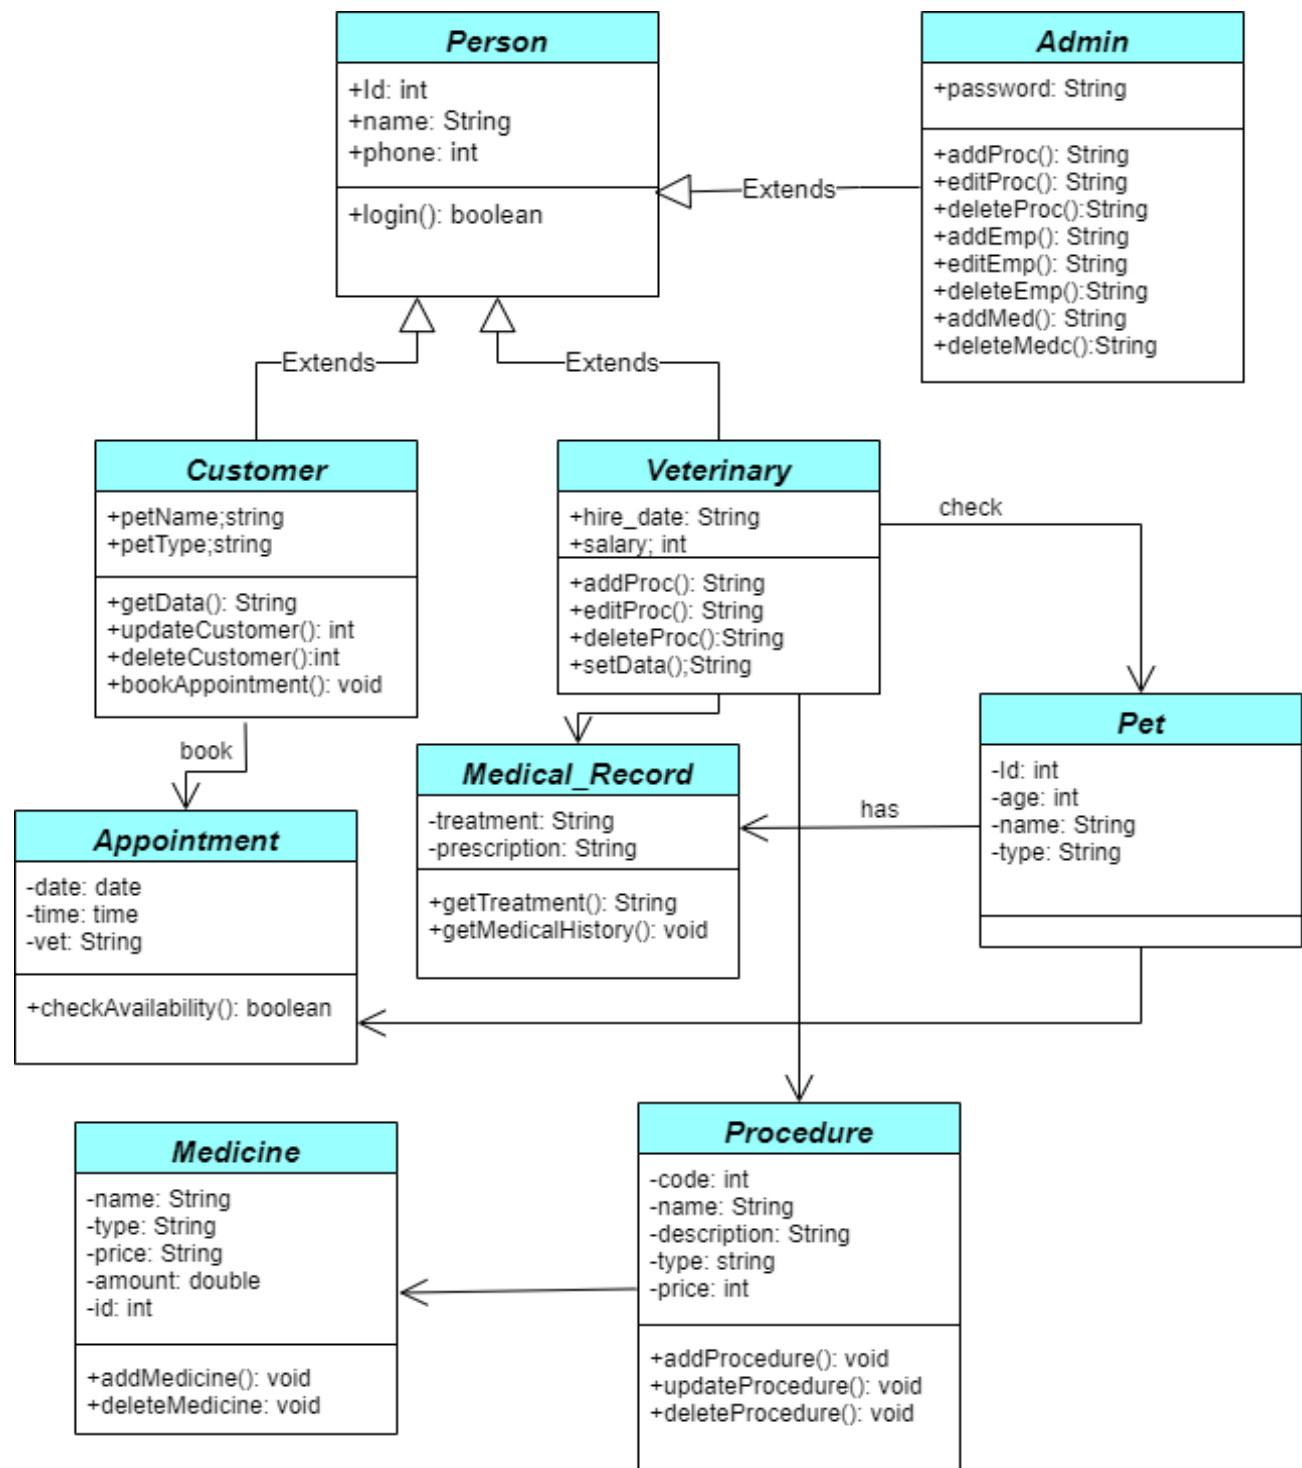 Person
+Id: int
+name: String
+phone: int
+login(): boolean
Admin
+password: String
+addProc(): String
+editProc(): String
+deleteProc():String
+addEmp(): String
+editEmp(): String
+deleteEmp():String
+addMed(): String
+deleteMedc():String
Extends
Extends
Extends
Customer
+petName;string
+petType;string
+getData(): String
+updateCustomer(): int
+deleteCustomer():int
+bookAppointment(): void
Veterinary
+hire_date: String
+salary; int
+addProc(): String
+editProc(): String
+deleteProc():String
+setData();String
check
book
Pet
-Id: int
-age: int
-name: String
-type: String
Medical_Record
-treatment: String
-prescription: String
+getTreatment(): String
+getMedicalHistory(): void
has
Appointment
-date: date
-time: time
-vet: String
+checkAvailability(): boolean
Medicine
-name: String
-type: String
-price: String
-amount: double
-id: int
+addMedicine(): void
+deleteMedicine: void
Procedure
-code: int
-name: String
-description: String
-type: string
-price: int
+addProcedure(): void
+updateProcedure(): void
+deleteProcedure(): void